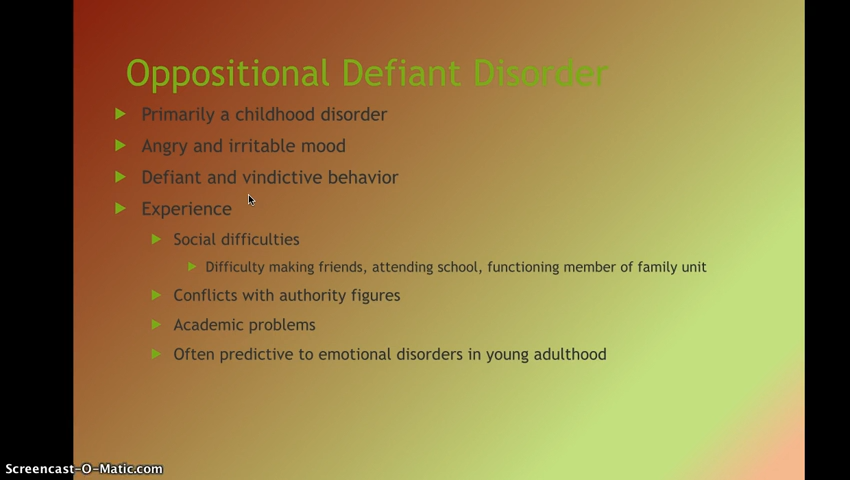 Oppositional Defiant Disorder
Primarily a childhood disorder
Angry and irritable mood
Defiant and vindictive behavior
Experience
Social difficulties
Difficulty making friends, attending school, functioning member of family unit
Conflicts with authority figures
Academic problems
Often predictive to emotional disorders in young adulthood
Screencast-O-Matic.com